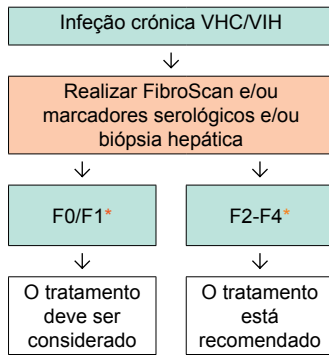 Infeção crónica VHC/VIH
Realizar FibroScan e/ou
marcadores serológicos e/ou
biópsia hepática
F0/F1*
F2-F4*
O tratamento
deve ser
considerado
O tratamento
está
recomendado